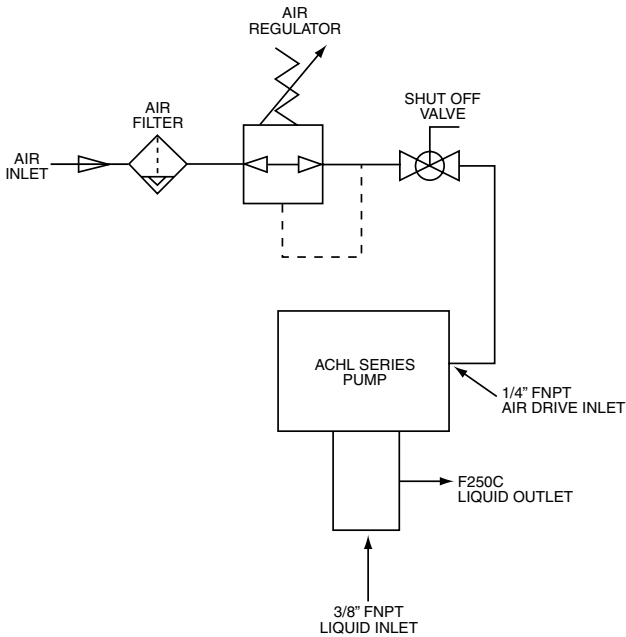 AIR
REGULATOR
AIR
FILTER
SHUT OFF
VALVE
AIR
INLET
ACHL SERIES
PUMP
1/4” FNPT
AIR DRIVE INLET
F250C
LIQUID OUTLET
3/8” FNPT
LIQUID INLET